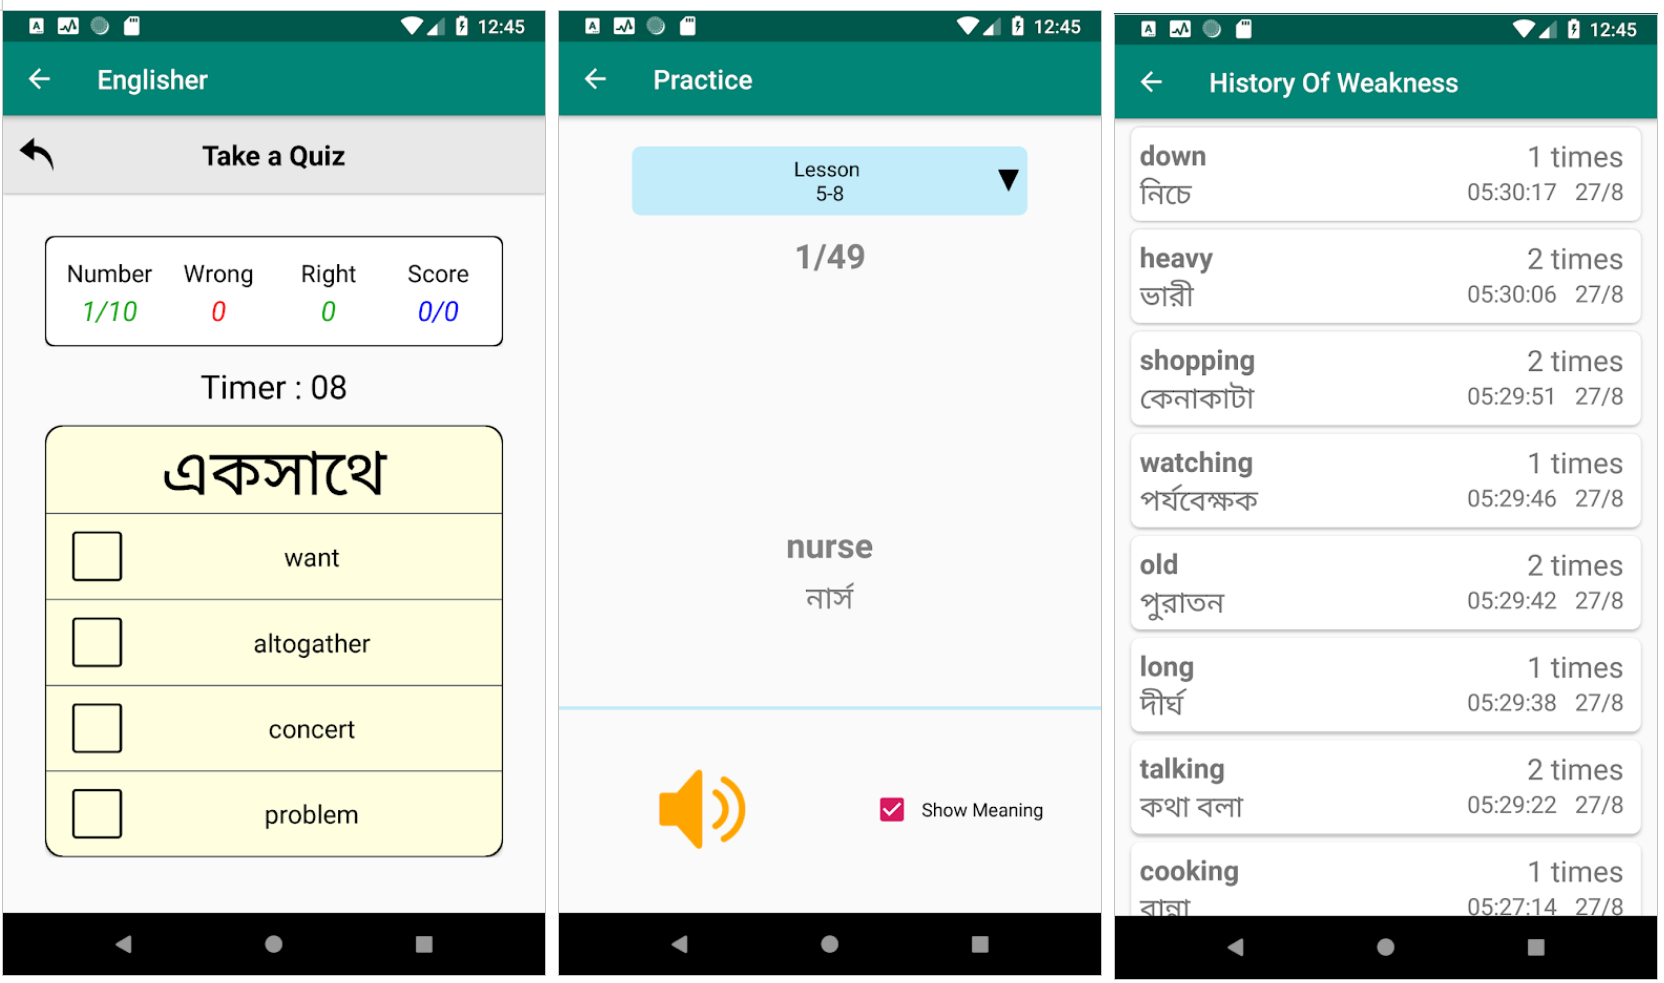 12:45
Englisher
Take a Quiz
Number Wrong Right Score
1/10 0 0 0/0
Timer : 08
একসাথে
want
altogather
concert
problem
12:45
Practice
Lesson
5-8
1/49
nurse
নার্স
Show Meaning
12:45
History Of Weakness
down 1 times
নিচে 05:30:17 27/8
heavy 2 times
ভারী 05:30:06 27/8
shopping 2 times
কেনাকাটা 05:29:51 27/8
watching 1 times
পর্যবেক্ষক 05:29:46 27/8
old 2 times
পুরাতন 05:29:42 27/8
long 1 times
দীর্ঘ 05:29:38 27/8
talking 2 times
কথা বলা 05:29:22 27/8
cooking 1 times
রান্না 05:27:14 27/8